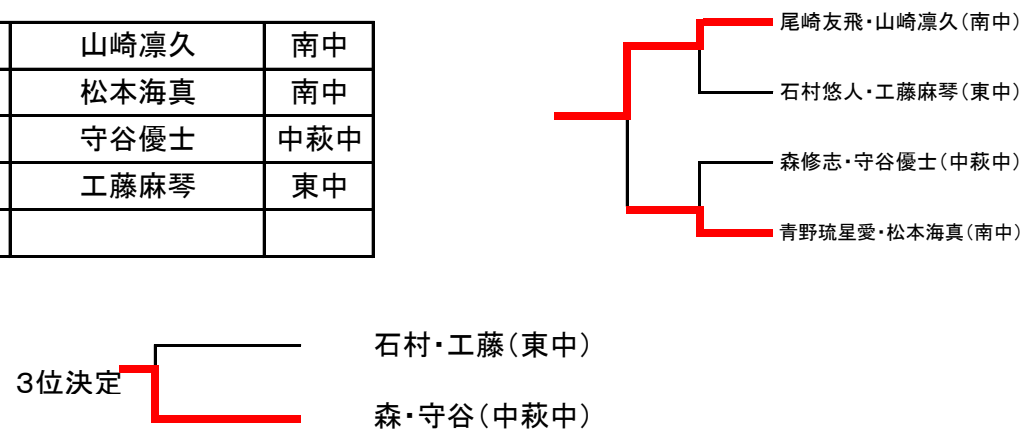 山崎凛久 南中
松本海真 南中
守谷優士 中萩中
工藤麻琴 東中
尾崎友飛・山崎凛久（南中）
石村悠人・工藤麻琴（東中）
森修志・守谷優士（中萩中）
青野琉星愛・松本海真（南中）
3位決定
石村・工藤（東中）
森・守谷（中萩中）